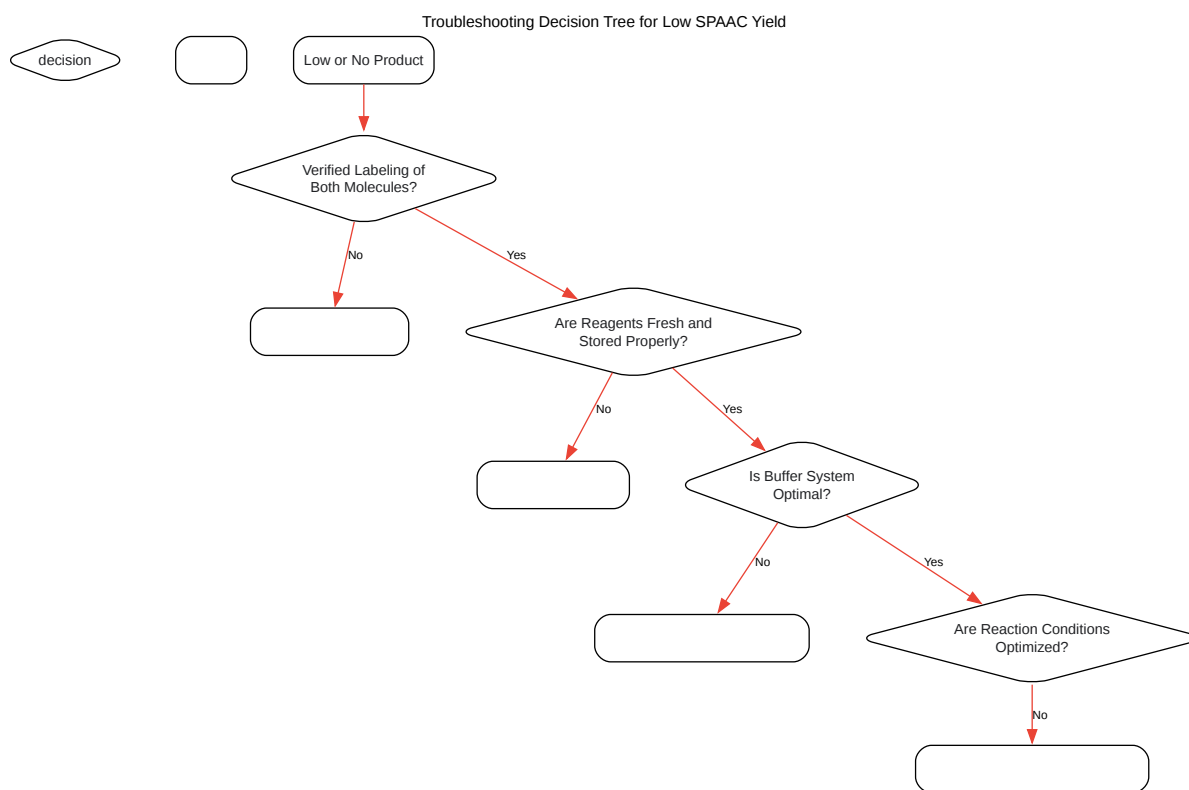 Troubleshooting Decision Tree for Low SPAAC Yield
decision
Low or No Product
Verified Labeling of
Both Molecules?
No
Yes
Are Reagents Fresh and
Stored Properly?
No
Yes
Is Buffer System
Optimal?
No
Yes
Are Reaction Conditions
Optimized?
No